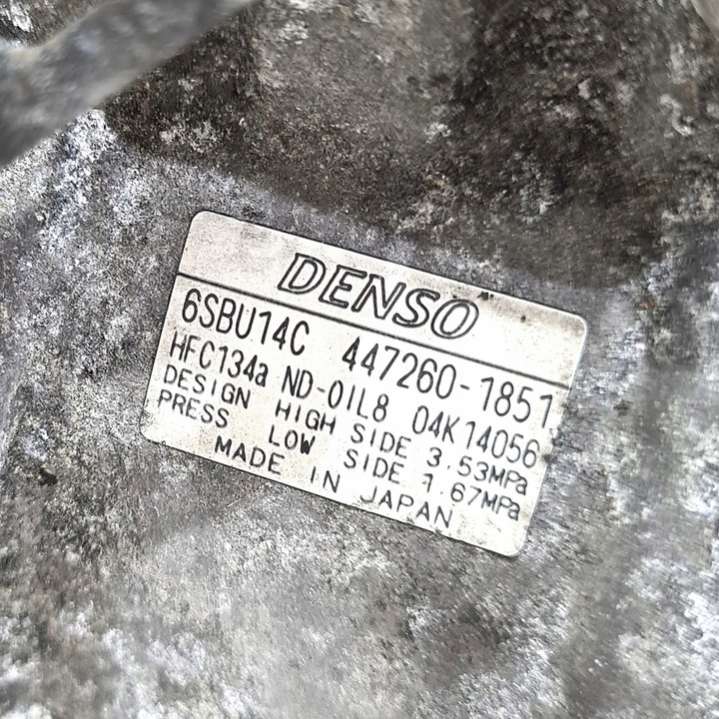 DENSO
6SBU14C 447260-1851
HFC134a ND-OIL8 04K14056
DESIGN HIGH SIDE 3.53MPa
PRESS LOW SIDE 1.67MPa
MADE IN JAPAN